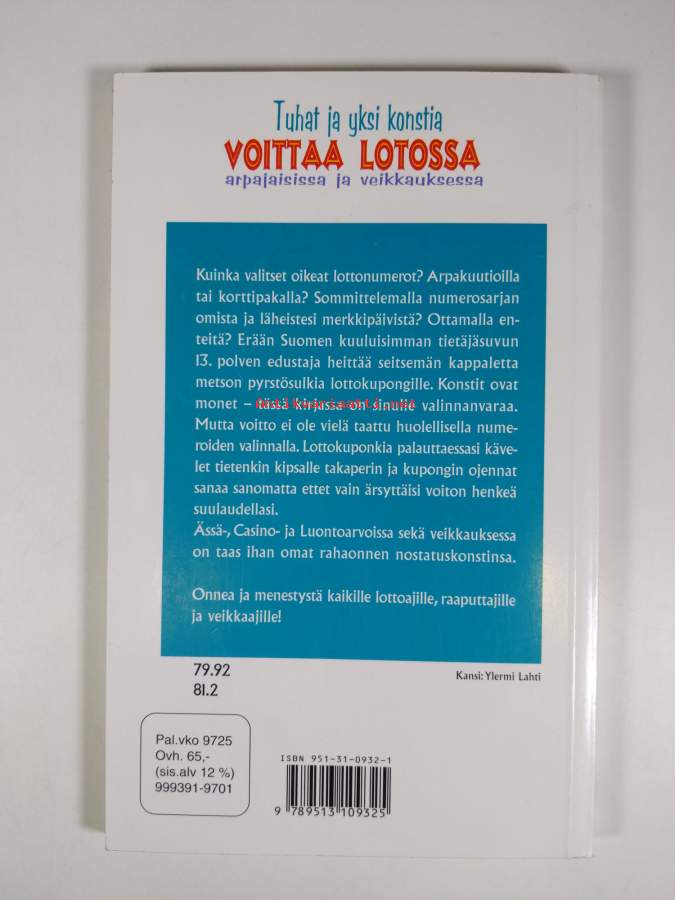 Tuhat ja yksi konstia
VOITTAA LOTOSSA
arpajaisissa ja veikkauksessa
Kuinka valitset oikeat lottonumerot? Arpakuutioilla
tai korttipakalla? Sommittelemalla numerosarjan
omista ja läheistesi merkkipäivistä? Ottamalla en-
teitä? Erään Suomen kuuluisimman tietäjäsuvun
13. polven edustaja heittää seitsemän kappaletta
metson pyrstösulkia lottokupongille. Konstit ovat
monet – tässä kirjassa on sinulle valinnanvaraa.
Mutta voitto ei ole vielä taattu huolellisella nume-
roiden valinnalla. Lottokuponkia palauttaessasi käve-
let tietenkin kipsalle takaperin ja kupongin ojennat
sanaa sanomatta ettet vain ärsyttäisi voiton henkeä
suulaudellasi.
Ässä-, Casino- ja Luontoarvoissa sekä veikkauksessa
on taas ihan omat rahaonnen nostatuskonstinsa.
Onnea ja menestystä kaikille lottoajille, raaputtajille
ja veikkaajille!
79.92
81.2
Kansi: Ylermi Lahti
Pal.vko 9725
Ovh. 65,-
(sis.alv 12 %)
999391-9701
ISBN 951-31-0932-1
9 789513 109325